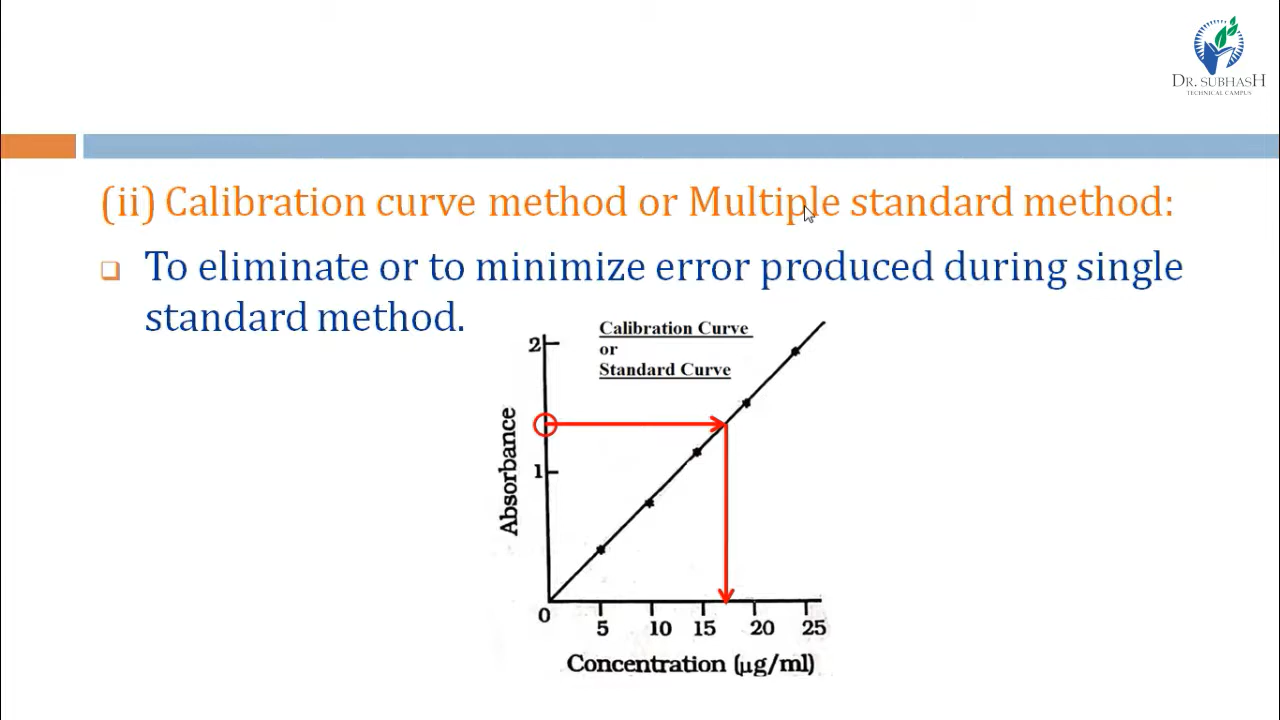 DR. SUBHASH
TECHNICAL CAMPUS
(ii) Calibration curve method or Multiple standard method:
To eliminate or to minimize error produced during single
standard method.
Calibration Curve
or
Standard Curve
2
1
Absorbance
0
5 10 15 20 25
Concentration (µg/ml)